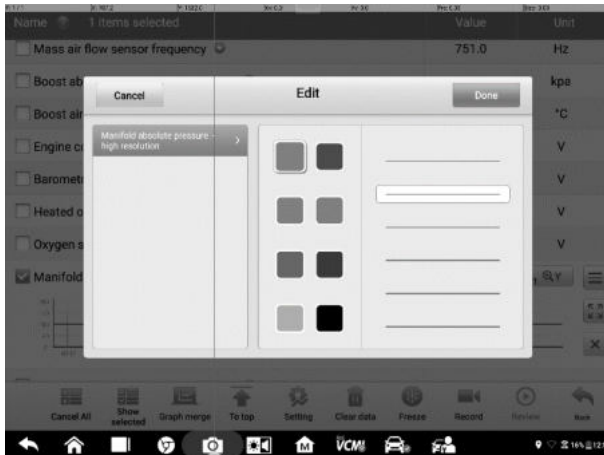 Name 1 items selected Value Unit
Mass air flow sensor frequency 751.0 Hz
Boost ab kpa
Cancel Edit Done
Boost air °C
Manifold absolute pressure -
high resolution
Engine co V
Baromet V
Heated o V
Oxygen s V
Manifold Y
Cancel All Show selected Graph merge To top Setting Clear data Freeze Record Review Back
VCMI 16%